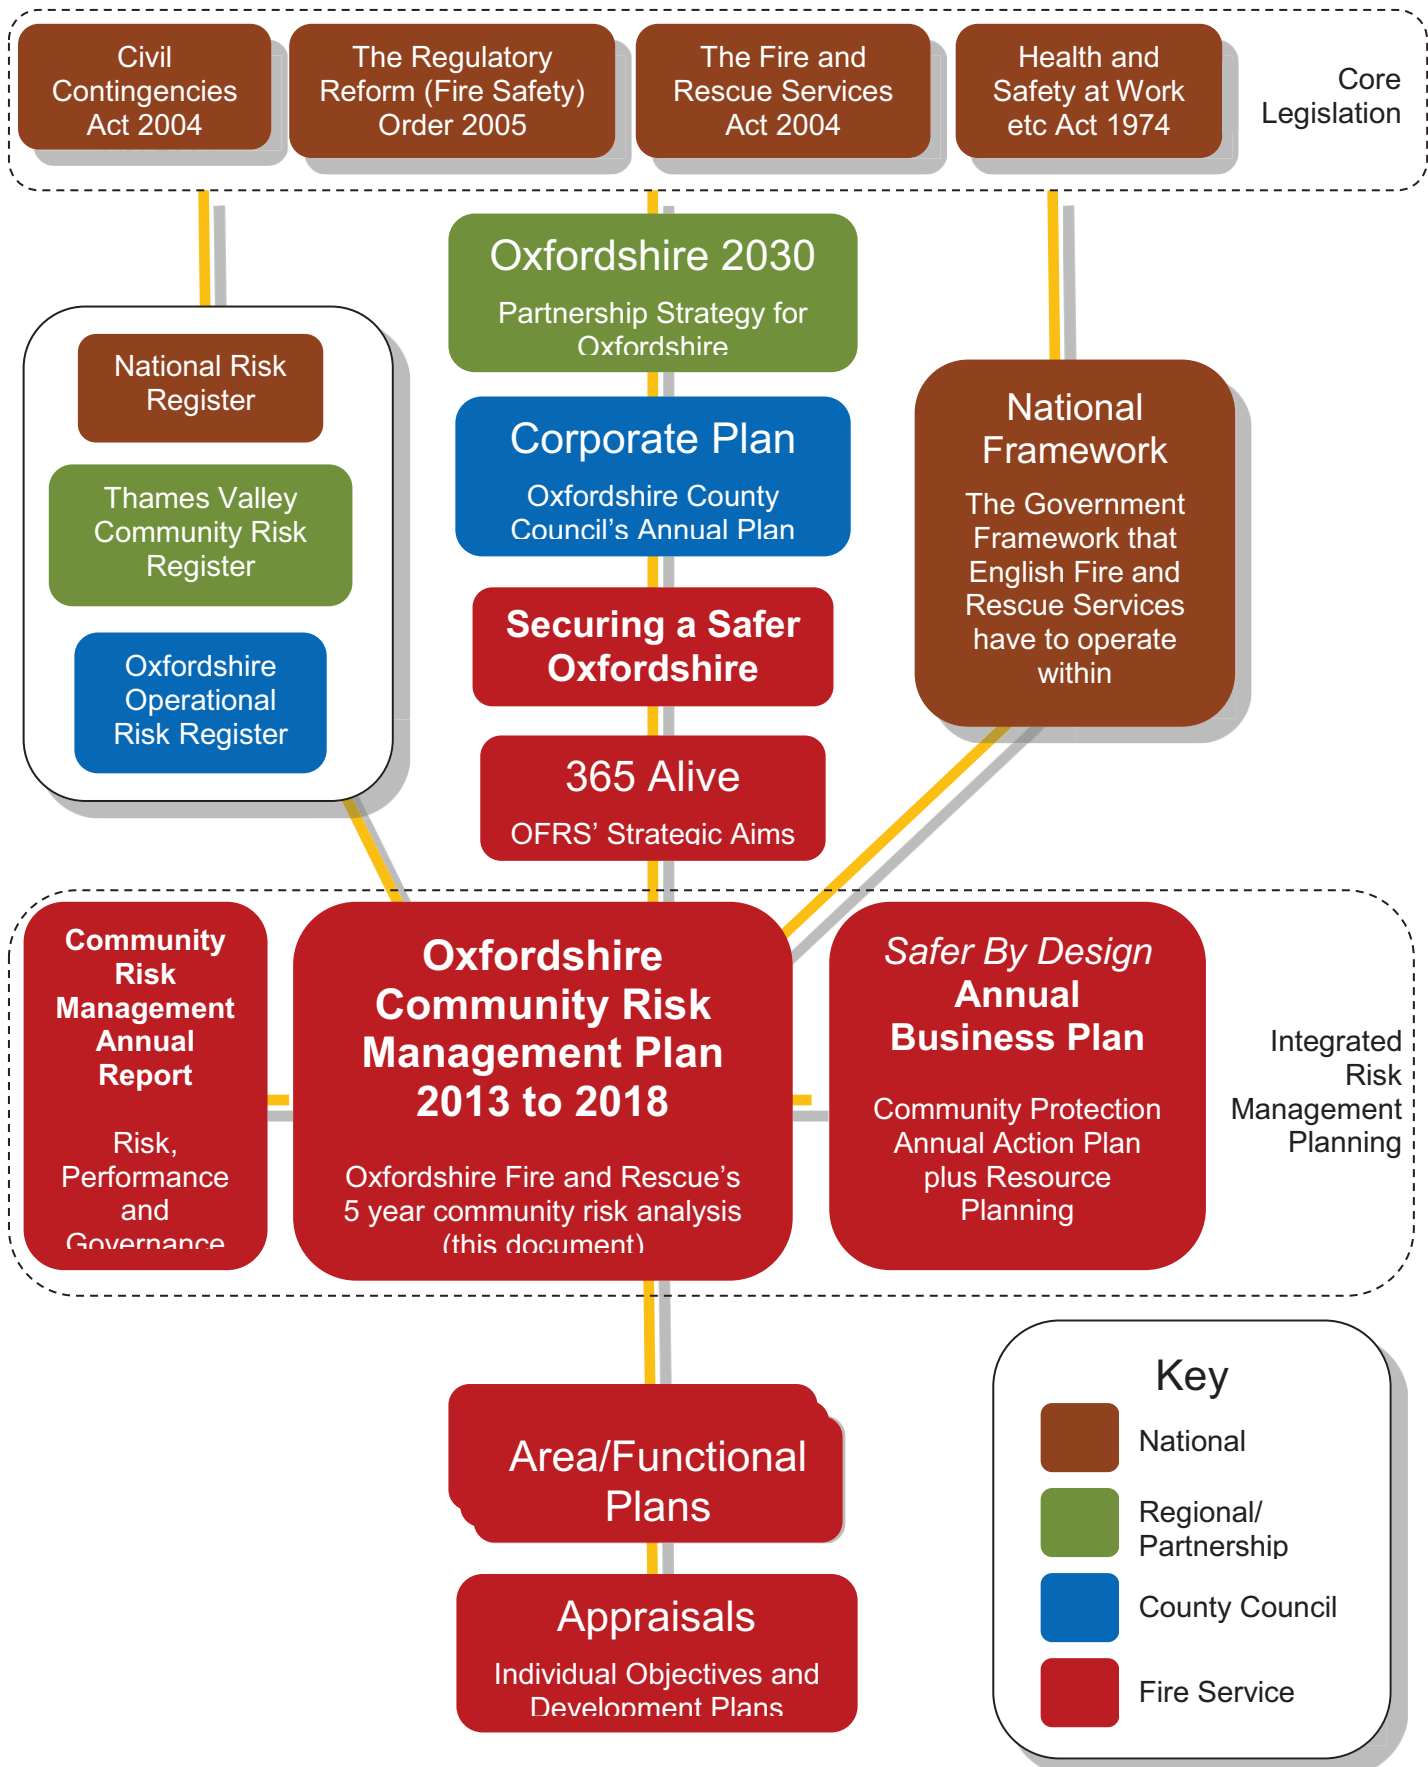 Civil
Contingencies
Act 2004
The Regulatory
Reform (Fire Safety)
Order 2005
The Fire and
Rescue Services
Act 2004
Health and
Safety at Work
etc Act 1974
Core
Legislation
Oxfordshire 2030
Partnership Strategy for
Oxfordshire
National Risk
Register
Thames Valley
Community Risk
Register
Oxfordshire
Operational
Risk Register
Corporate Plan
Oxfordshire County
Council's Annual Plan
National
Framework
The Government
Framework that
English Fire and
Rescue Services
have to operate
within
Securing a Safer
Oxfordshire
365 Alive
OFRS' Strategic Aims
Community
Risk
Management
Annual
Report
Risk,
Performance
and
Governance
Oxfordshire
Community Risk
Management Plan
2013 to 2018
Oxfordshire Fire and Rescue's
5 year community risk analysis
(this document)
Safer By Design
Annual
Business Plan
Community Protection
Annual Action Plan
plus Resource
Planning
Integrated
Risk
Management
Planning
Area/Functional
Plans
Appraisals
Individual Objectives and
Development Plans
Key
National
Regional/
Partnership
County Council
Fire Service